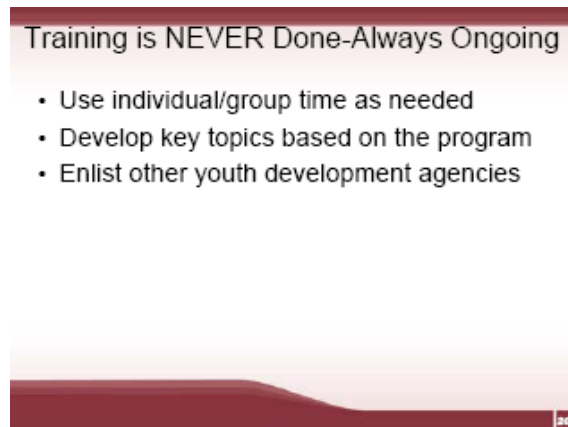 Training is NEVER Done-Always Ongoing
• Use individual/group time as needed
• Develop key topics based on the program
• Enlist other youth development agencies